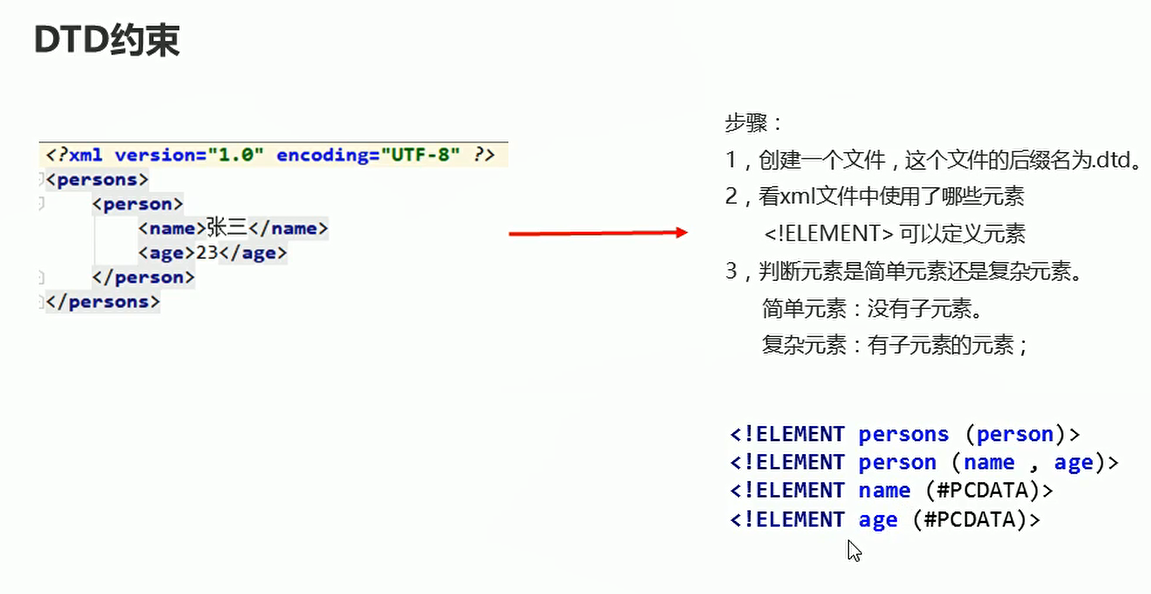 DTD约束
<?xml version="1.0" encoding="UTF-8" ?>
<persons>
<person>
<name>张三</name>
<age>23</age>
</person>
</persons>
步骤：
1，创建一个文件，这个文件的后缀名为.dtd。
2，看xml文件中使用了哪些元素
<!ELEMENT> 可以定义元素
3，判断元素是简单元素还是复杂元素。
简单元素：没有子元素。
复杂元素：有子元素的元素；
<!ELEMENT persons (person)>
<!ELEMENT person (name , age)>
<!ELEMENT name (#PCDATA)>
<!ELEMENT age (#PCDATA)>